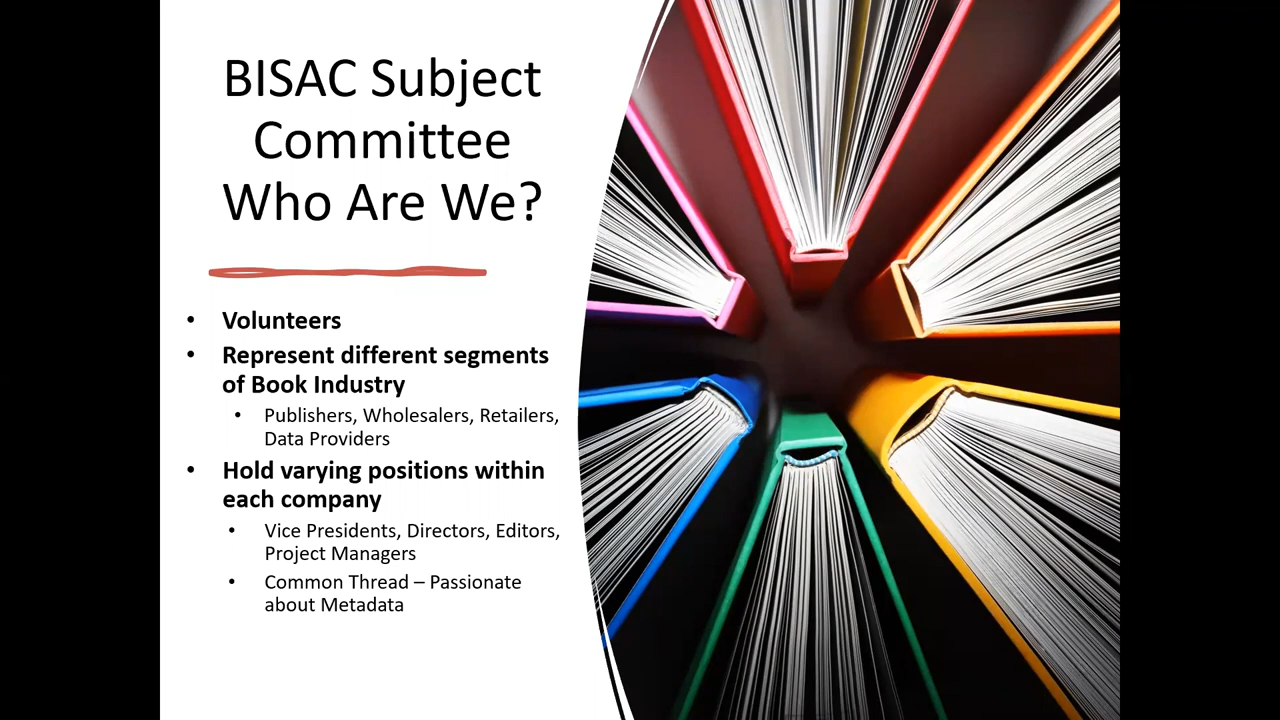 BISAC Subject
Committee
Who Are We?
• Volunteers
• Represent different segments
of Book Industry
• Publishers, Wholesalers, Retailers,
Data Providers
• Hold varying positions within
each company
• Vice Presidents, Directors, Editors,
Project Managers
• Common Thread – Passionate
about Metadata